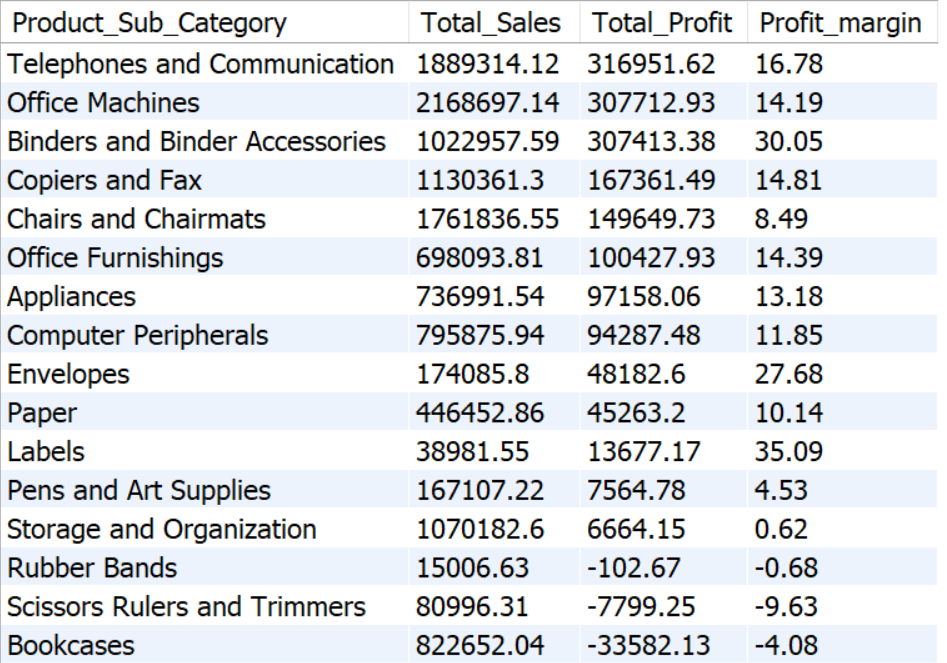 Product_Sub_Category Total_Sales Total_Profit Profit_margin
Telephones and Communication 1889314.12 316951.62 16.78
Office Machines 2168697.14 307712.93 14.19
Binders and Binder Accessories 1022957.59 307413.38 30.05
Copiers and Fax 1130361.3 167361.49 14.81
Chairs and Chairmats 1761836.55 149649.73 8.49
Office Furnishings 698093.81 100427.93 14.39
Appliances 736991.54 97158.06 13.18
Computer Peripherals 795875.94 94287.48 11.85
Envelopes 174085.8 48182.6 27.68
Paper 446452.86 45263.2 10.14
Labels 38981.55 13677.17 35.09
Pens and Art Supplies 167107.22 7564.78 4.53
Storage and Organization 1070182.6 6664.15 0.62
Rubber Bands 15006.63 -102.67 -0.68
Scissors Rulers and Trimmers 80996.31 -7799.25 -9.63
Bookcases 822652.04 -33582.13 -4.08